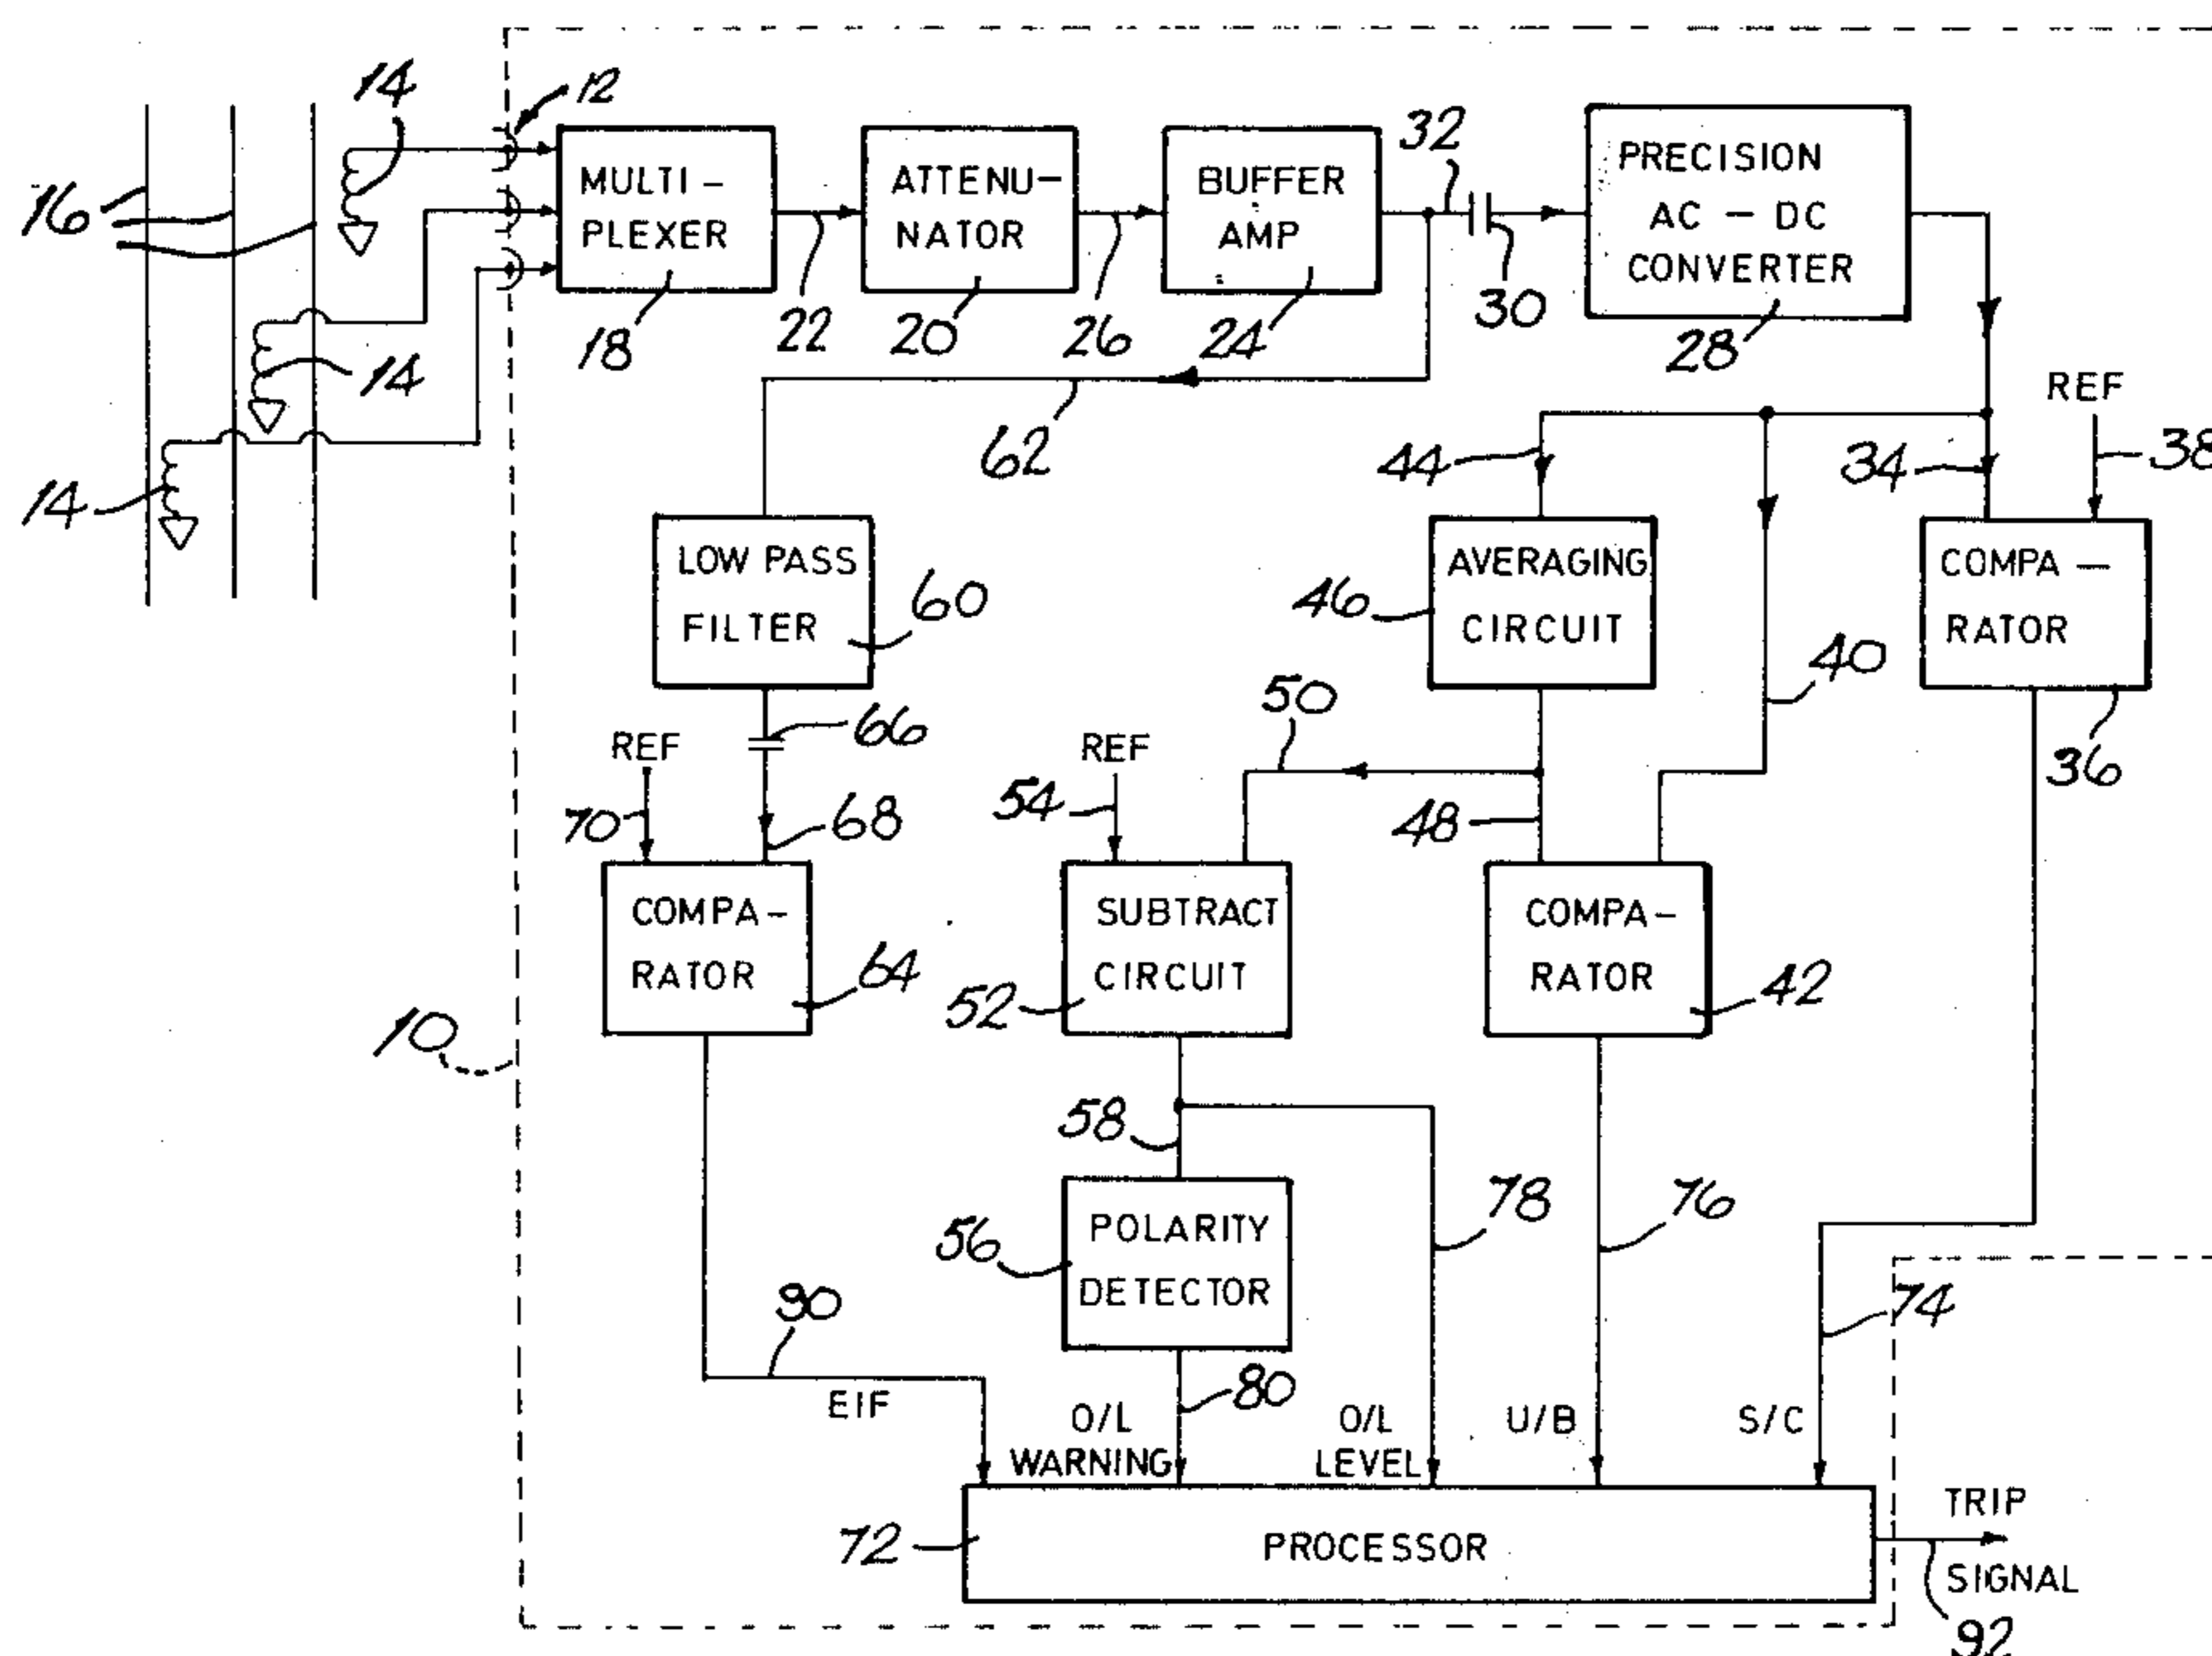 14
12
16
MULTI-
PLEXER
18
22
ATTENU-
NATOR
20
26
BUFFER
AMP
24
32
30
PRECISION
AC - DC
CONVERTER
28
14
14
62
44
34
REF
38
LOW PASS
FILTER
60
46
AVERAGING
CIRCUIT
40
COMPA-
RATOR
36
66
REF
70
68
REF
54
50
48
COMPA-
RATOR
64
SUBTRACT
CIRCUIT
52
COMPA-
RATOR
42
10
58
78
76
74
56
POLARITY
DETECTOR
90
EIF
80
O/L
WARNING
O/L
LEVEL
U/B
S/C
72
PROCESSOR
TRIP
SIGNAL
92